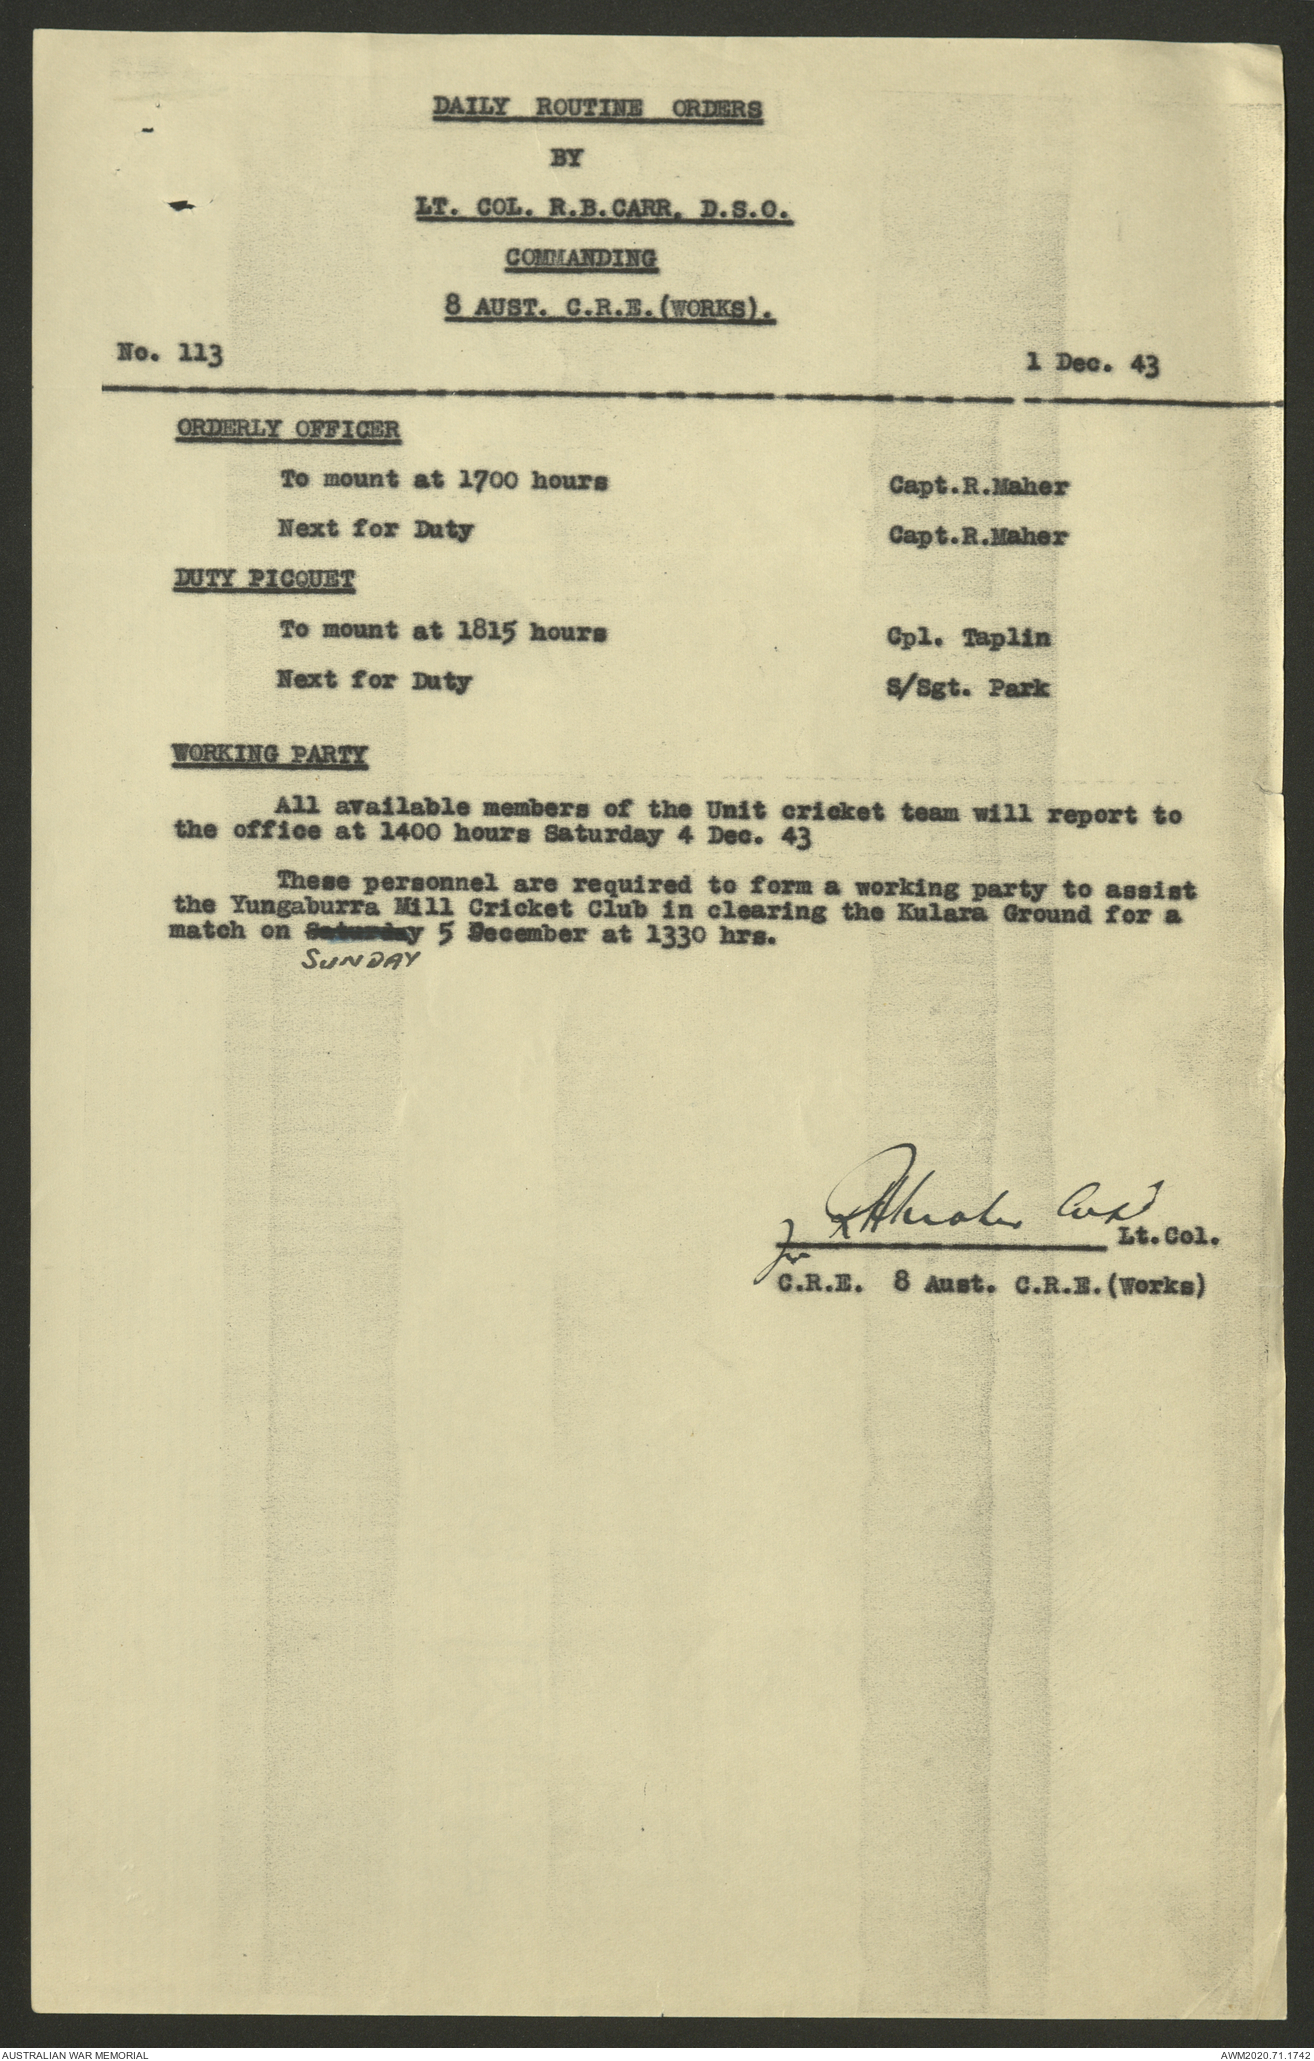 DAILY ROUTINE ORDERS
BY
LT. COL. R.B.CARR, D.S.O.
COMMANDING
8 AUST. C.R.E.(WORKS).
No. 113 1 Dec. 43
ORDERLY OFFICER
To mount at 1700 hours Capt.R.Maher
Next for Duty Capt.R.Maher
DUTY PICQUET
To mount at 1815 hours Cpl. Taplin
Next for Duty S/Sgt. Park
WORKING PARTY
All available members of the Unit cricket team will report to
the office at 1400 hours Saturday 4 Dec. 43
These personnel are required to form a working party to assist
the Yungaburra Mill Cricket Club in clearing the Kulara Ground for a
match on Saturday 5 December at 1330 hrs.
SUNDAY
for Capt Lt.Col.
C.R.E. 8 Aust. C.R.E.(Works)
AUSTRALIAN WAR MEMORIAL AWM2020.71.1742